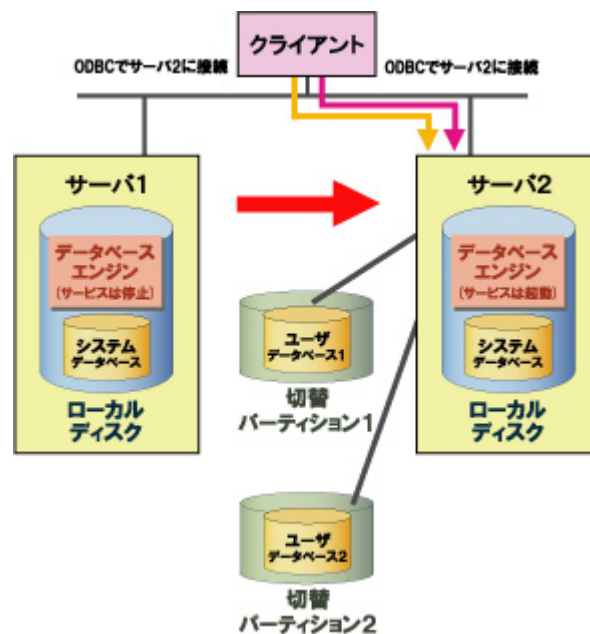 クライアント
ODBCでサーバ2に接続
ODBCでサーバ2に接続
サーバ1
データベース
エンジン
(サービスは停止)
システム
データベース
ローカル
ディスク
ユーザ
データベース1
切替
パーティション1
ユーザ
データベース2
切替
パーティション2
サーバ2
データベース
エンジン
(サービスは起動)
システム
データベース
ローカル
ディスク